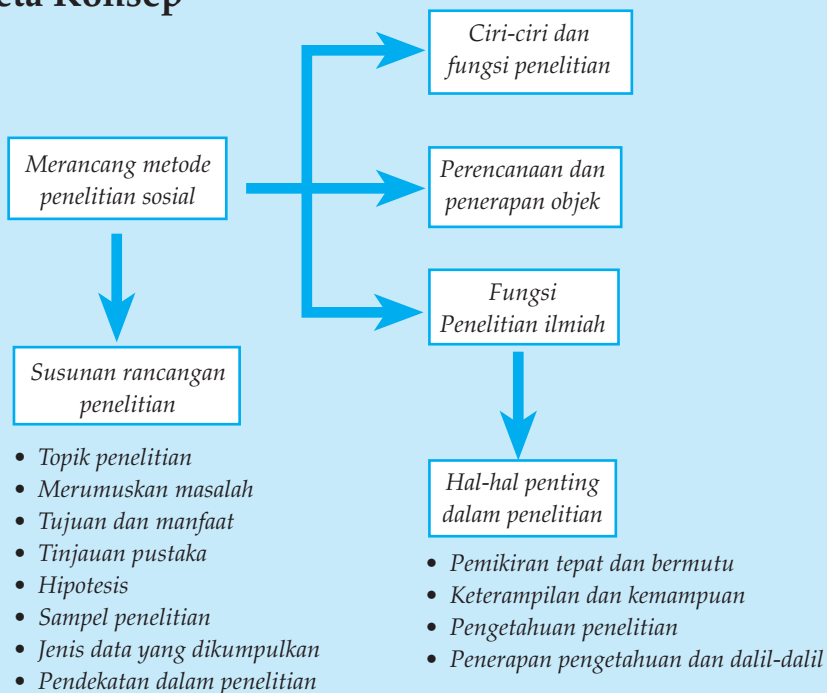 Peta Konsep
Ciri-ciri dan
fungsi penelitian
Merancang metode
penelitian sosial
Perencanaan dan
penerapan objek
Fungsi
Penelitian ilmiah
Susunan rancangan
penelitian
• Topik penelitian
• Merumuskan masalah
• Tujuan dan manfaat
• Tinjauan pustaka
• Hipotesis
• Sampel penelitian
• Jenis data yang dikumpulkan
• Pendekatan dalam penelitian
Hal-hal penting
dalam penelitian
• Pemikiran tepat dan bermutu
• Keterampilan dan kemampuan
• Pengetahuan penelitian
• Penerapan pengetahuan dan dalil-dalil